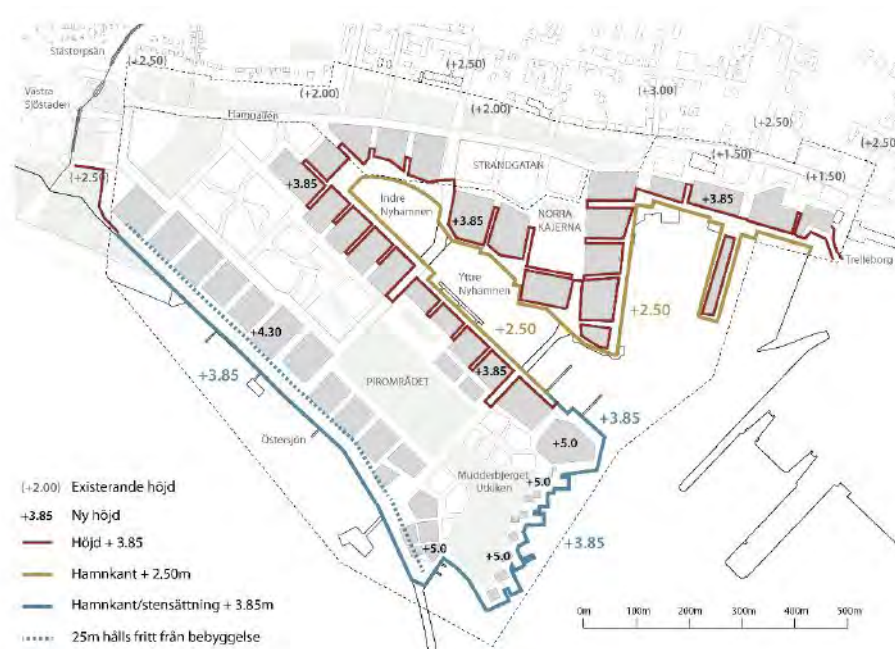 Ståstorpsån
(+2.50)
(+2.50)
Västra
Sjöstaden
(+2.00)
(+2.00)
(+3.00)
(+2.50)
(+2.50)
Hamngatan
STRANDGATAN
(+1.50)
(+1.50)
(+2.50)
+3.85
Indre
Nyhamnen
+3.85
NORRA
KAJERNA
+3.85
Trelleborg
Yttre
Nyhamnen
+2.50
+2.50
+4.30
+3.85
PIROMRÅDET
+3.85
+3.85
Östersjön
+5.0
Mudderbjerget
Utkiken
+5.0
+3.85
+5.0
+5.0
(+2.00) Existerande höjd
+3.85 Ny höjd
Höjd + 3.85
Hamnkant + 2.50m
Hamnkant/stensättning + 3.85m
25m hålls fritt från bebyggelse
0m 100m 200m 300m 400m 500m